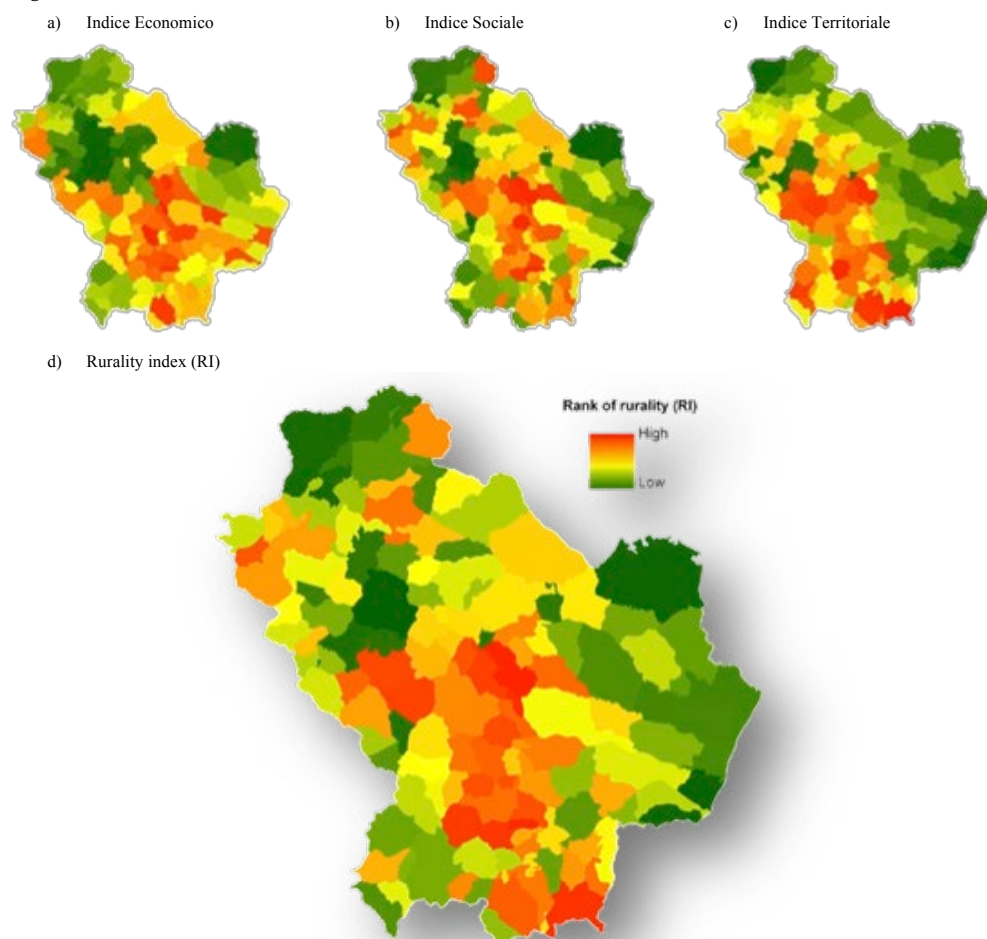 a) Indice Economico
b) Indice Sociale
c) Indice Territoriale
d) Rurality index (RI)
Rank of rurality (RI)
High
Low